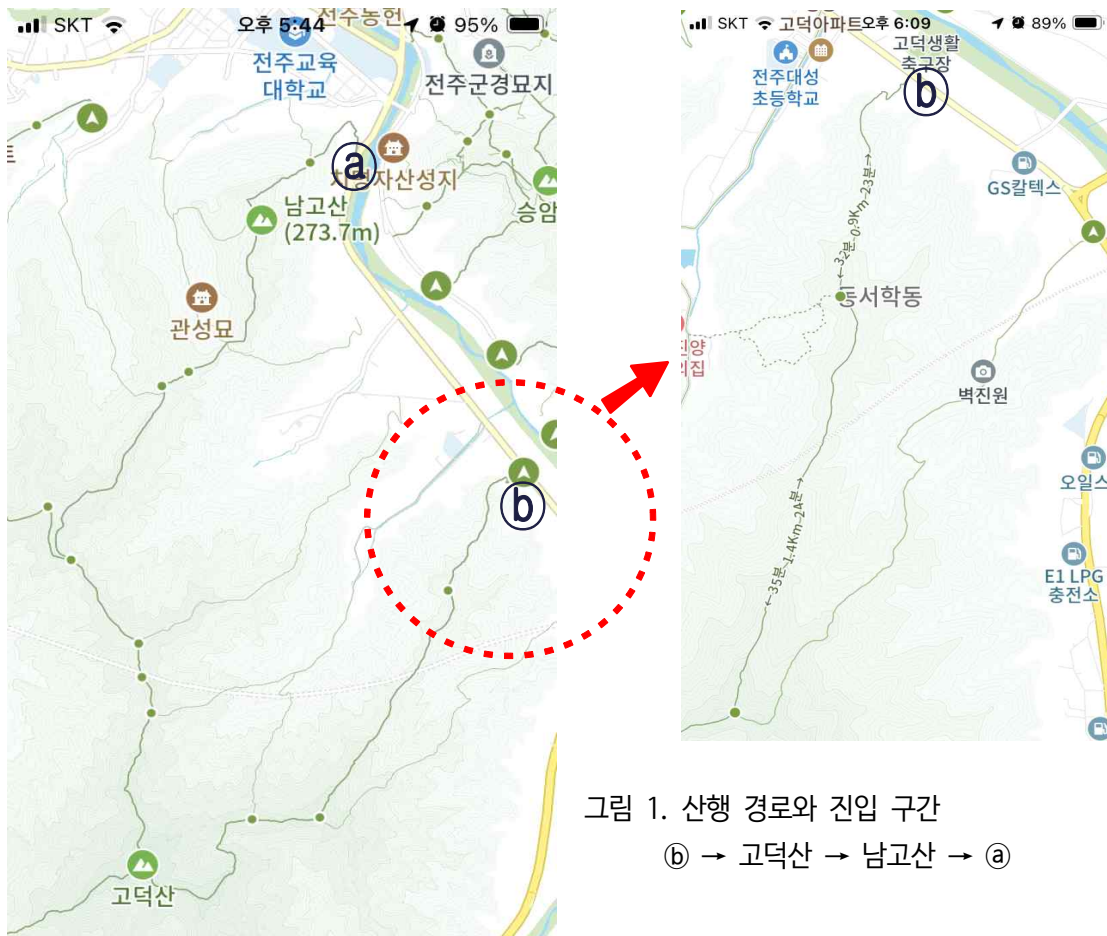 SKT 오후 5:44 95%
전주동헌
전주교육
대학교
전주군경묘지
ⓐ
치명자산성지
남고산
(273.7m)
승암
관성묘
ⓑ
고덕산
SKT 오후 6:09 89%
고덕아파트
고덕생활
축구장
전주대성
초등학교
ⓑ
GS칼텍스
←32분-0.9Km-23분→
동서학동
벽진원
오일스
←35분-1.4Km-24분→
E1 LPG
충전소
그림 1. 산행 경로와 진입 구간
ⓑ → 고덕산 → 남고산 → ⓐ